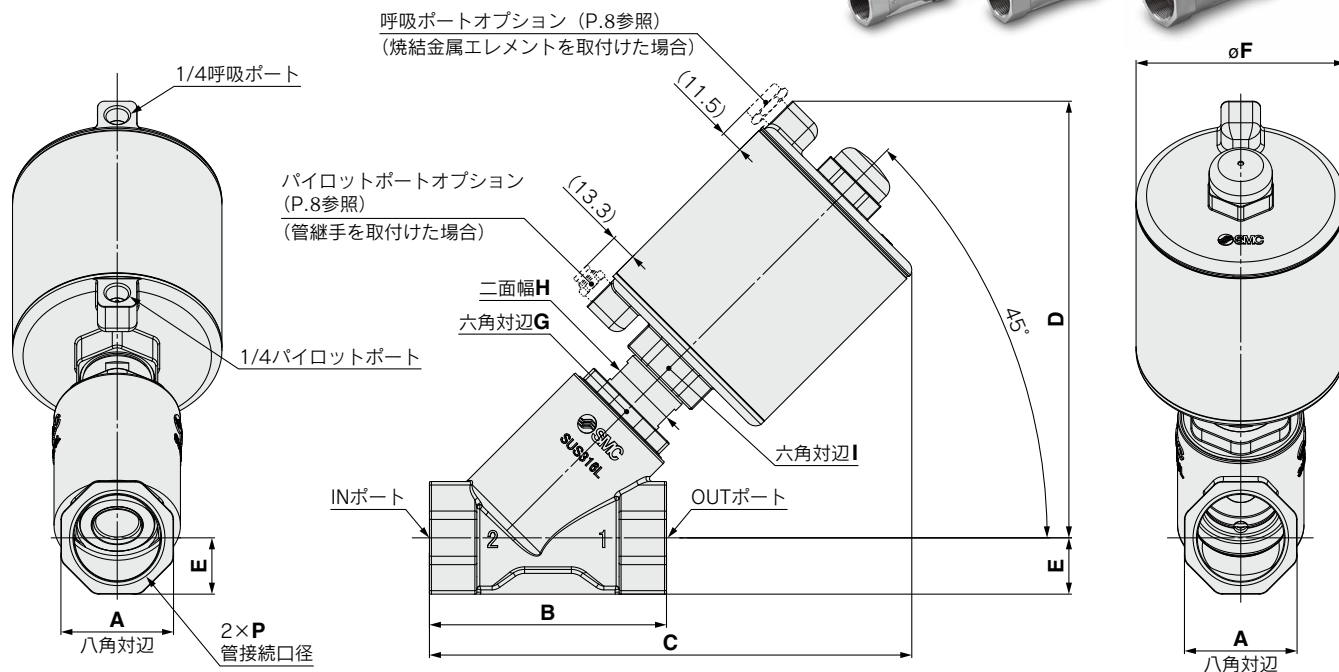 呼吸ポートオプション（P.8参照）
（焼結金属エレメントを取付けた場合）
1/4呼吸ポート
（11.5）
øF
パイロットポートオプション
（P.8参照）
（管継手を取付けた場合）
（13.3）
二面幅H
六角対辺G
1/4パイロットポート
45°
D
SMC
SMC
SUS316L
六角対辺I
INポート
OUTポート
2
1
E
E
A
八角対辺
2×P
管接続口径
B
C
A
八角対辺